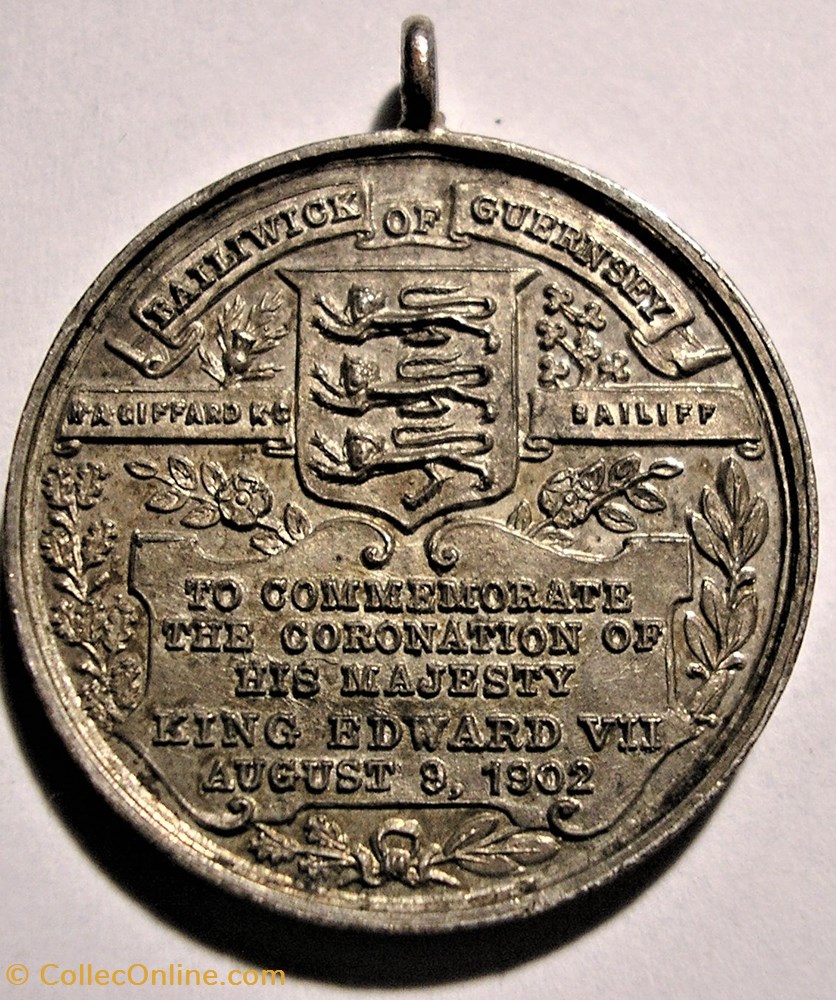 BAILIWICK OF GUERNSEY
H.A.GIFFARD K.C BAILIFF
TO COMMEMORATE
THE CORONATION OF
HIS MAJESTY
KING EDWARD VII
AUGUST 9, 1902
© CollecOnline.com